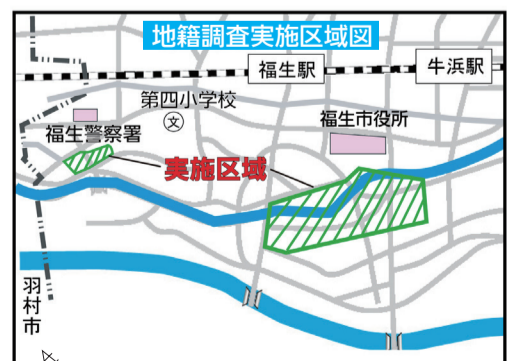 地籍調査実施区域図
福生駅
牛浜駅
第四小学校
文
福生警察署
福生市役所
実施区域
羽村市